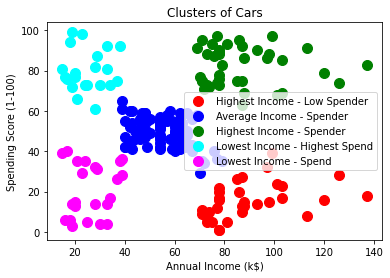 Clusters of Cars
Spending Score (1-100)
100
80
60
40
20
0
Highest Income - Low Spender
Average Income - Spender
Highest Income - Spender
Lowest Income - Highest Spend
Lowest Income - Spend
20 40 60 80 100 120 140
Annual Income (k$)